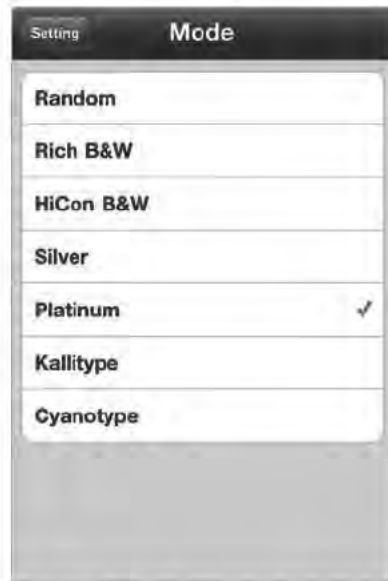 Setting
Mode
Random
Rich B&W
HiCon B&W
Silver
Platinum
Kallitype
Cyanotype